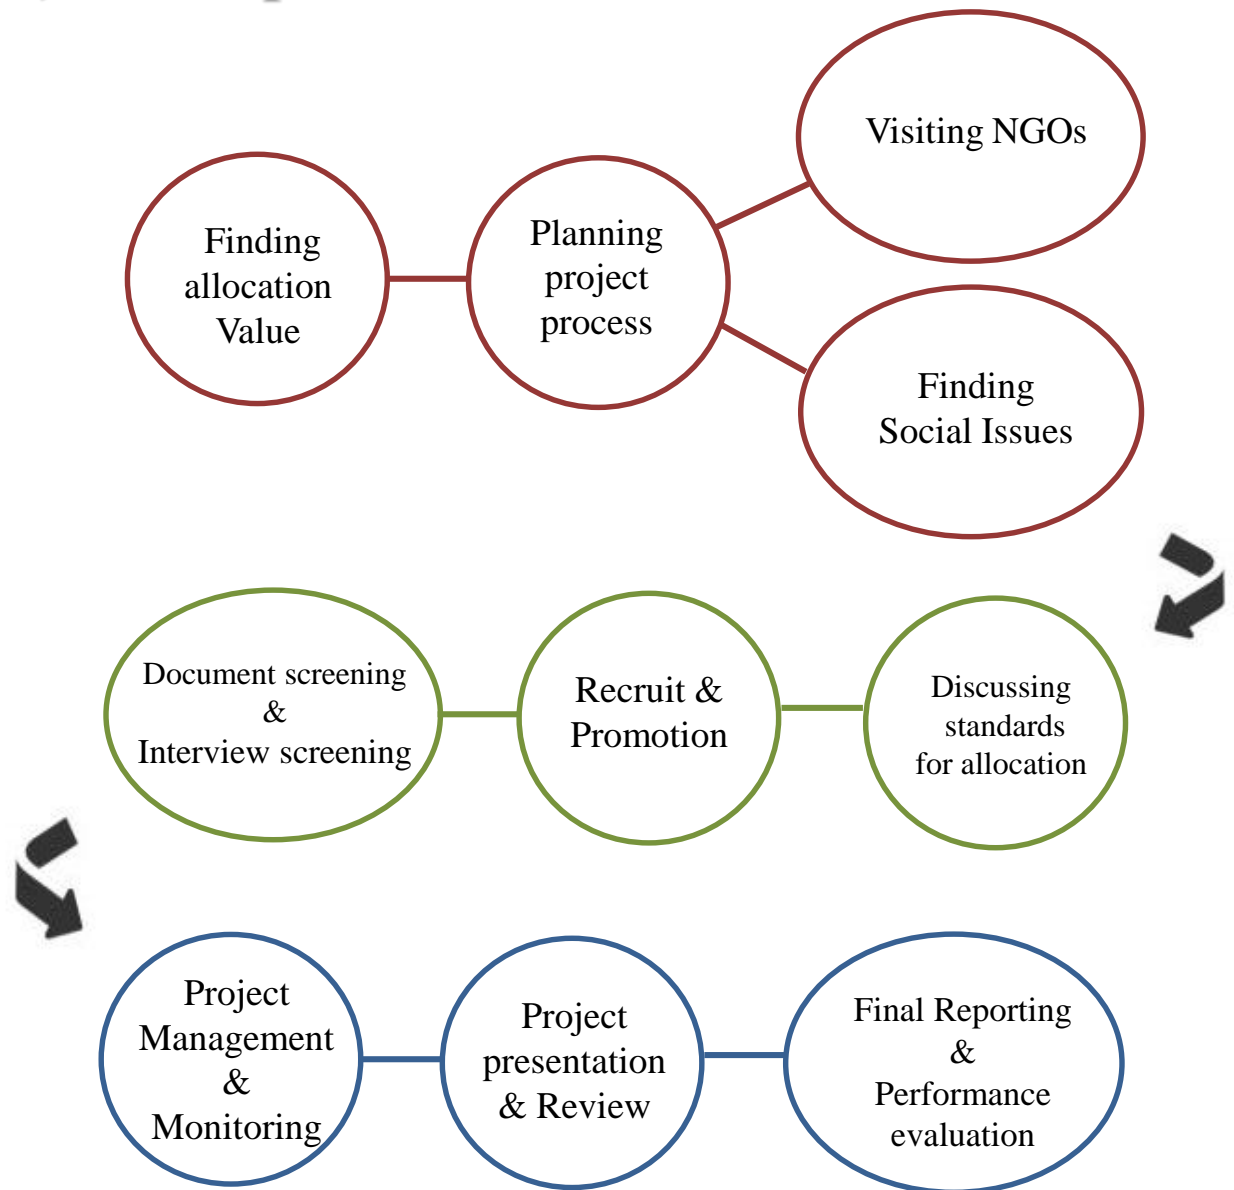 Visiting NGOs
Finding
allocation
Value
Planning
project
process
Finding
Social Issues
Document screening
&
Interview screening
Recruit &
Promotion
Discussing
standards
for allocation
Project
Management
&
Monitoring
Project
presentation
& Review
Final Reporting
&
Performance
evaluation